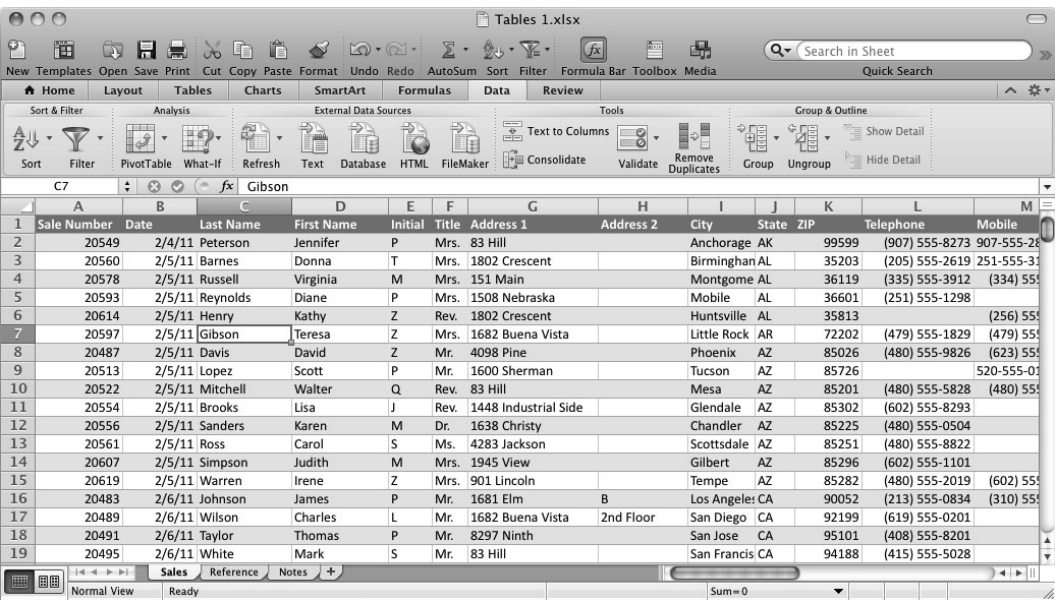 Tables 1.xlsx
Search in Sheet
New Templates Open Save Print Cut Copy Paste Format Undo Redo AutoSum Sort Filter Formula Bar Toolbox Media Quick Search
Home Layout Tables Charts SmartArt Formulas Data Review
Sort & Filter Analysis External Data Sources Tools Group & Outline
Text to Columns Show Detail
Consolidate Hide Detail
Sort Filter PivotTable What-If Refresh Text Database HTML FileMaker Validate Remove Duplicates Group Ungroup
C7 fx Gibson
A B C D E F G H I J K L M
1 Sale Number Date Last Name First Name Initial Title Address 1 Address 2 City State ZIP Telephone Mobile
2 20549 2/4/11 Peterson Jennifer P Mrs. 83 Hill Anchorage AK 99599 (907) 555-8273 907-555-28
3 20560 2/5/11 Barnes Donna T Mrs. 1802 Crescent Birminghan AL 35203 (205) 555-2619 251-555-31
4 20578 2/5/11 Russell Virginia M Mrs. 151 Main Montgome AL 36119 (335) 555-3912 (334) 555
5 20593 2/5/11 Reynolds Diane P Mrs. 1508 Nebraska Mobile AL 36601 (251) 555-1298
6 20614 2/5/11 Henry Kathy Z Rev. 1802 Crescent Huntsville AL 35813 (256) 555
7 20597 2/5/11 Gibson Teresa Z Mrs. 1682 Buena Vista Little Rock AR 72202 (479) 555-1829 (479) 555
8 20487 2/5/11 Davis David Z Mr. 4098 Pine Phoenix AZ 85026 (480) 555-9826 (623) 555
9 20513 2/5/11 Lopez Scott P Mr. 1600 Sherman Tucson AZ 85726 520-555-01
10 20522 2/5/11 Mitchell Walter Q Rev. 83 Hill Mesa AZ 85201 (480) 555-5828 (480) 555
11 20554 2/5/11 Brooks Lisa J Rev. 1448 Industrial Side Glendale AZ 85302 (602) 555-8293
12 20556 2/5/11 Sanders Karen M Dr. 1638 Christy Chandler AZ 85225 (480) 555-0504
13 20561 2/5/11 Ross Carol S Ms. 4283 Jackson Scottsdale AZ 85251 (480) 555-8822
14 20607 2/5/11 Simpson Judith M Mrs. 1945 View Gilbert AZ 85296 (602) 555-1101
15 20619 2/5/11 Warren Irene Z Mrs. 901 Lincoln Tempe AZ 85282 (480) 555-2019 (602) 555
16 20483 2/6/11 Johnson James P Mr. 1681 Elm B Los Angeles CA 90052 (213) 555-0834 (310) 555
17 20489 2/6/11 Wilson Charles L Mr. 1682 Buena Vista 2nd Floor San Diego CA 92199 (619) 555-0201
18 20491 2/6/11 Taylor Thomas P Mr. 8297 Ninth San Jose CA 95101 (408) 555-8201
19 20495 2/6/11 White Mark S Mr. 83 Hill San Francis CA 94188 (415) 555-5028
Sales Reference Notes +
Normal View Ready Sum=0